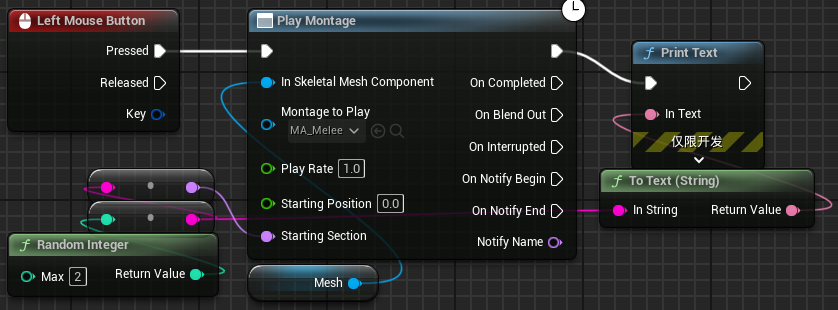 Left Mouse Button
Pressed
Released
Key
Play Montage
In Skeletal Mesh Component
Montage to Play
MA_Melee
Play Rate 1.0
Starting Position 0.0
Starting Section
On Completed
On Blend Out
On Interrupted
On Notify Begin
On Notify End
Notify Name
f Print Text
In Text
仅限开发
f To Text (String)
In String Return Value
f Random Integer
Max 2 Return Value
Mesh